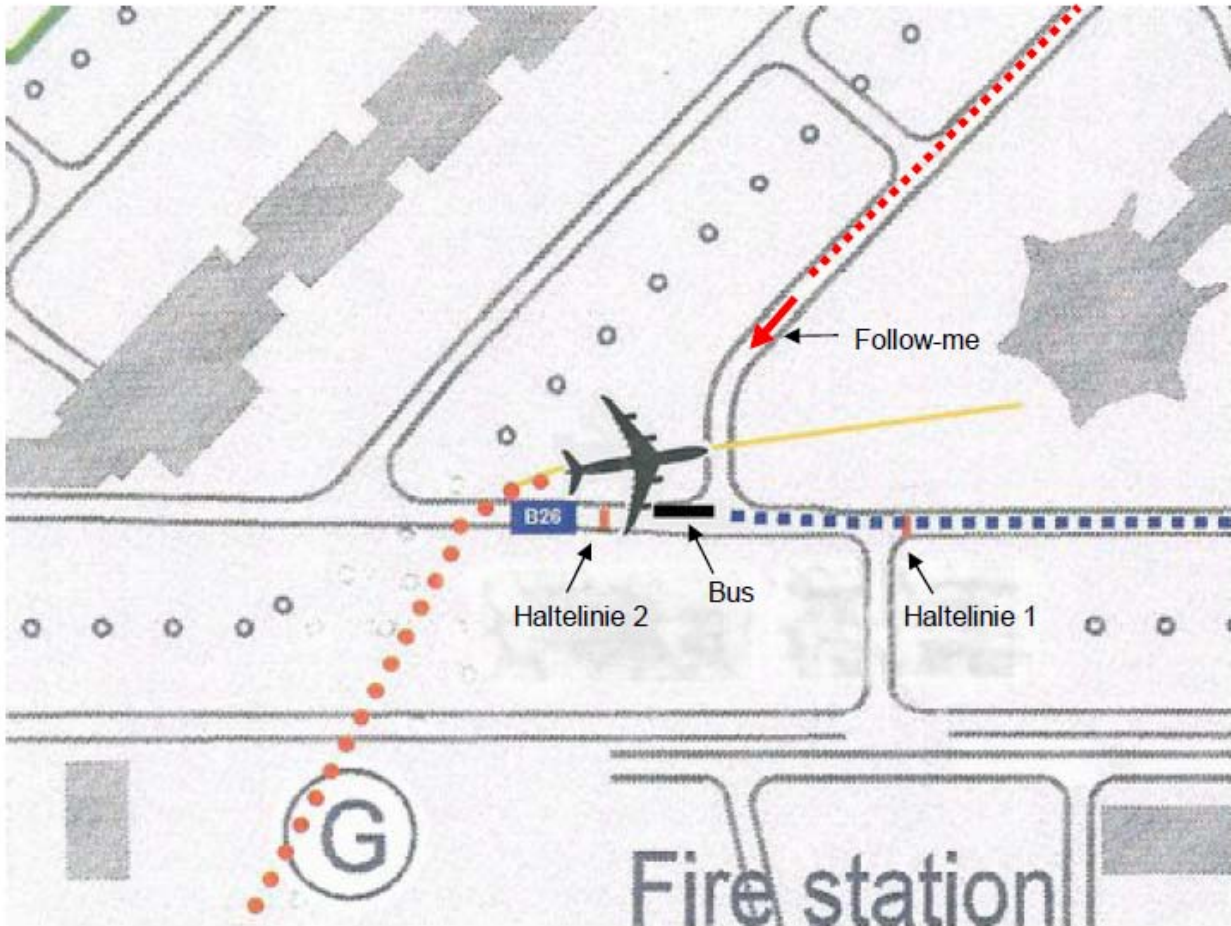 Follow-me
B26
Bus
Haltelinie 2
Haltelinie 1
G
Fire station